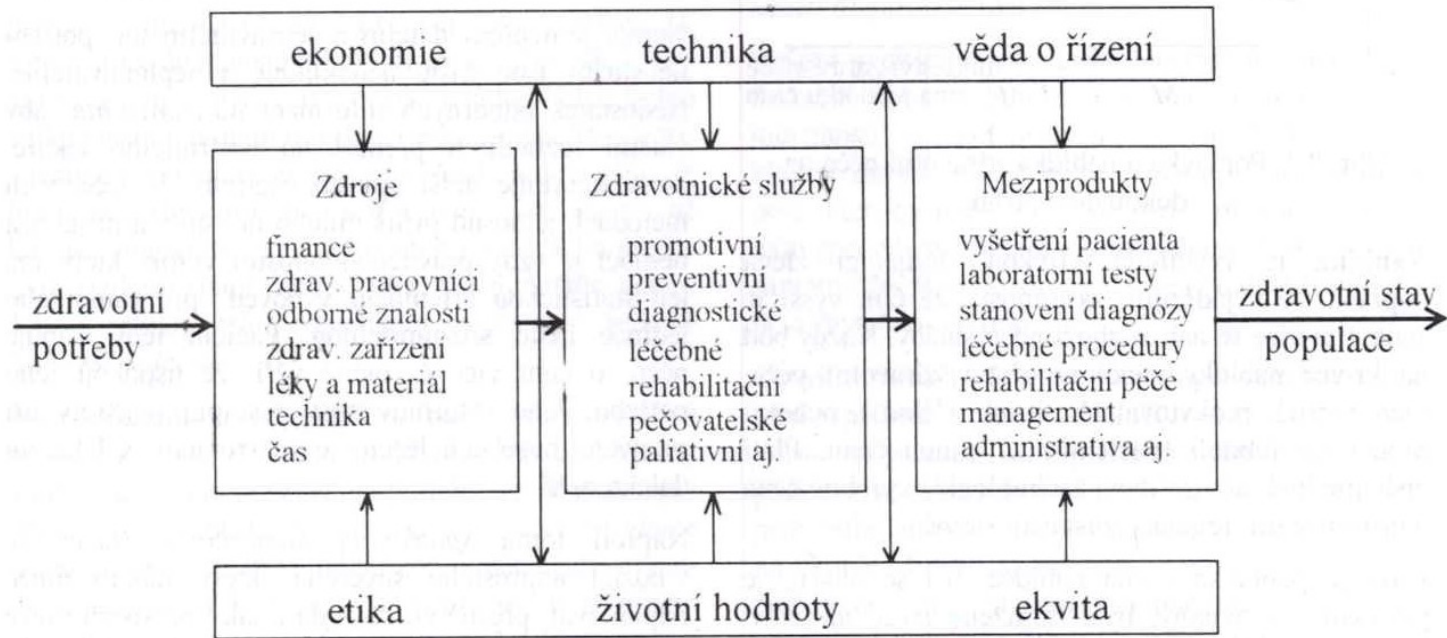 ekonomie technika věda o řízení
Zdroje
finance
zdrav. pracovníci
odborné znalosti
zdrav. zařízení
léky a materiál
technika
čas
Zdravotnické služby
promotivní
preventivní
diagnostické
léčebné
rehabilitační
pečovatelské
paliativní aj.
Meziprodukty
vyšetření pacienta
laboratorní testy
stanovení diagnózy
léčebné procedury
rehabilitační péče
management
administrativa aj.
zdravotní
potřeby
zdravotní stav
populace
etika životní hodnoty ekvita